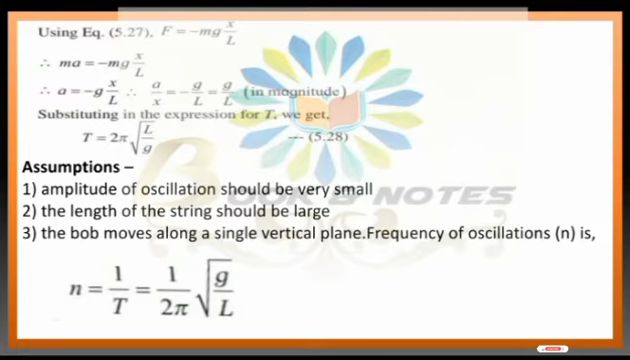 Using Eq. (5.27), F = −mg x/L
∴ ma = −mg x/L
∴ a = −g x/L ∴ a/x = −g/L = g/L (in magnitude)
Substituting in the expression for T, we get,
T = 2π√(L/g) --- (5.28)
Assumptions –
1) amplitude of oscillation should be very small
2) the length of the string should be large
3) the bob moves along a single vertical plane.Frequency of oscillations (n) is,
n = 1/T = 1/2π √(g/L)
BOOK & NOTES